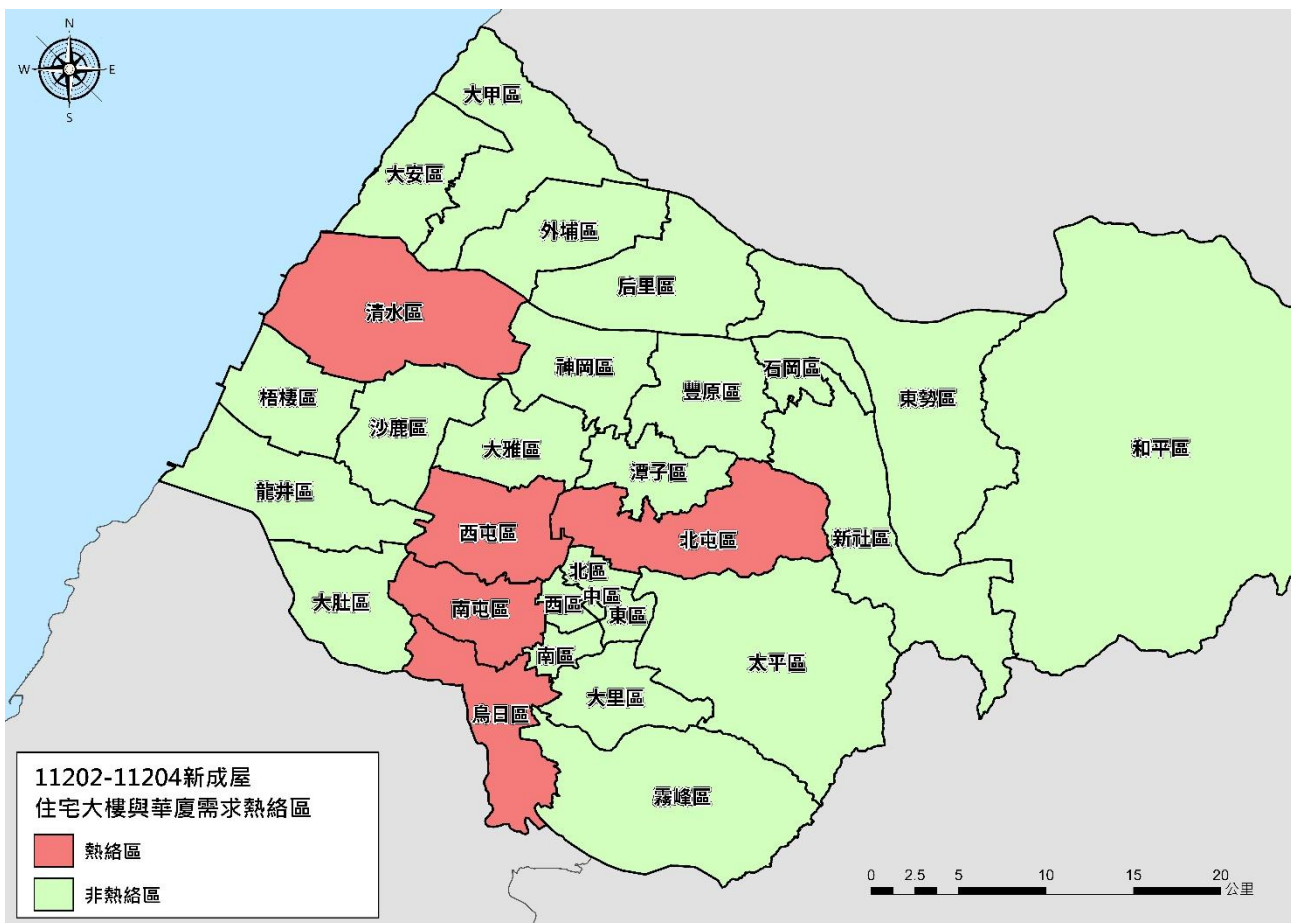 N
W
E
S
大甲區
大安區
外埔區
后里區
清水區
神岡區
豐原區
石岡區
東勢區
和平區
梧棲區
沙鹿區
大雅區
潭子區
龍井區
西屯區
北屯區
新社區
大肚區
南屯區
北區
中區
西區
東區
南區
太平區
大里區
烏日區
霧峰區
11202-11204新成屋
住宅大樓與華廈需求熱絡區
熱絡區
非熱絡區
0 2.5 5 10 15 20
公里